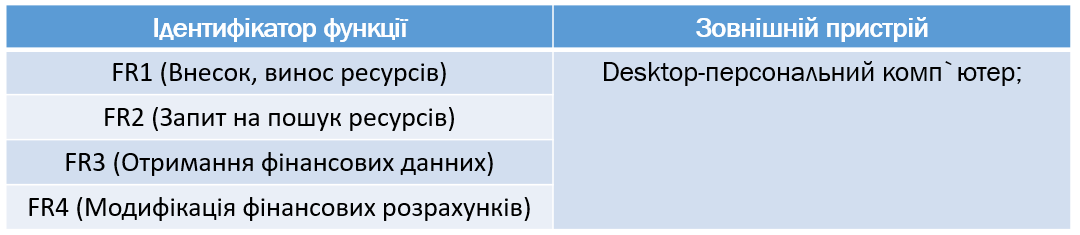 Ідентифікатор функції
Зовнішній пристрій
FR1 (Внесок, винос ресурсів)
Desktop-персональний комп`ютер;
FR2 (Запит на пошук ресурсів)
FR3 (Отримання фінансових данних)
FR4 (Модифікація фінансових розрахунків)